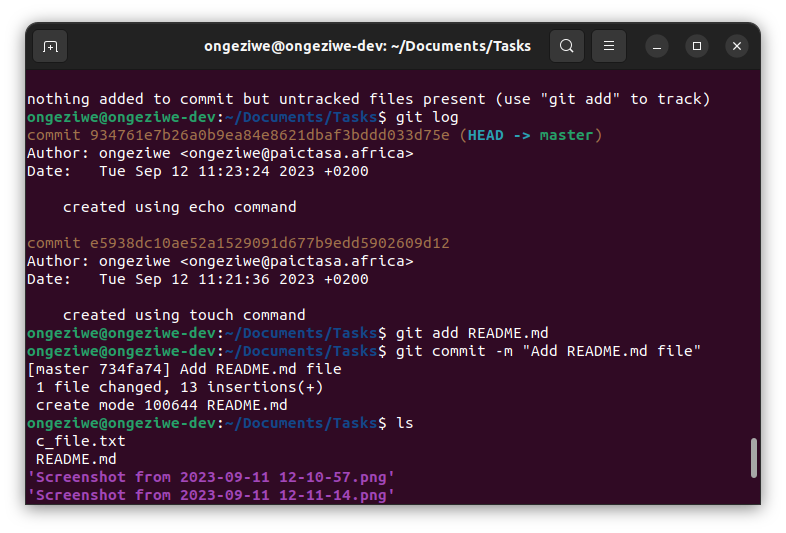 ongeziwe@ongeziwe-dev: ~/Documents/Tasks
nothing added to commit but untracked files present (use "git add" to track)
ongeziwe@ongeziwe-dev:~/Documents/Tasks$ git log
commit 934761e7b26a0b9ea84e8621dbaf3bddd033d75e (HEAD -> master)
Author: ongeziwe <ongeziwe@paictasa.africa>
Date:   Tue Sep 12 11:23:24 2023 +0200
    created using echo command
commit e5938dc10ae52a1529091d677b9edd5902609d12
Author: ongeziwe <ongeziwe@paictasa.africa>
Date:   Tue Sep 12 11:21:36 2023 +0200
    created using touch command
ongeziwe@ongeziwe-dev:~/Documents/Tasks$ git add README.md
ongeziwe@ongeziwe-dev:~/Documents/Tasks$ git commit -m "Add README.md file"
[master 734fa74] Add README.md file
 1 file changed, 13 insertions(+)
 create mode 100644 README.md
ongeziwe@ongeziwe-dev:~/Documents/Tasks$ ls
 c_file.txt
 README.md
'Screenshot from 2023-09-11 12-10-57.png'
'Screenshot from 2023-09-11 12-11-14.png'